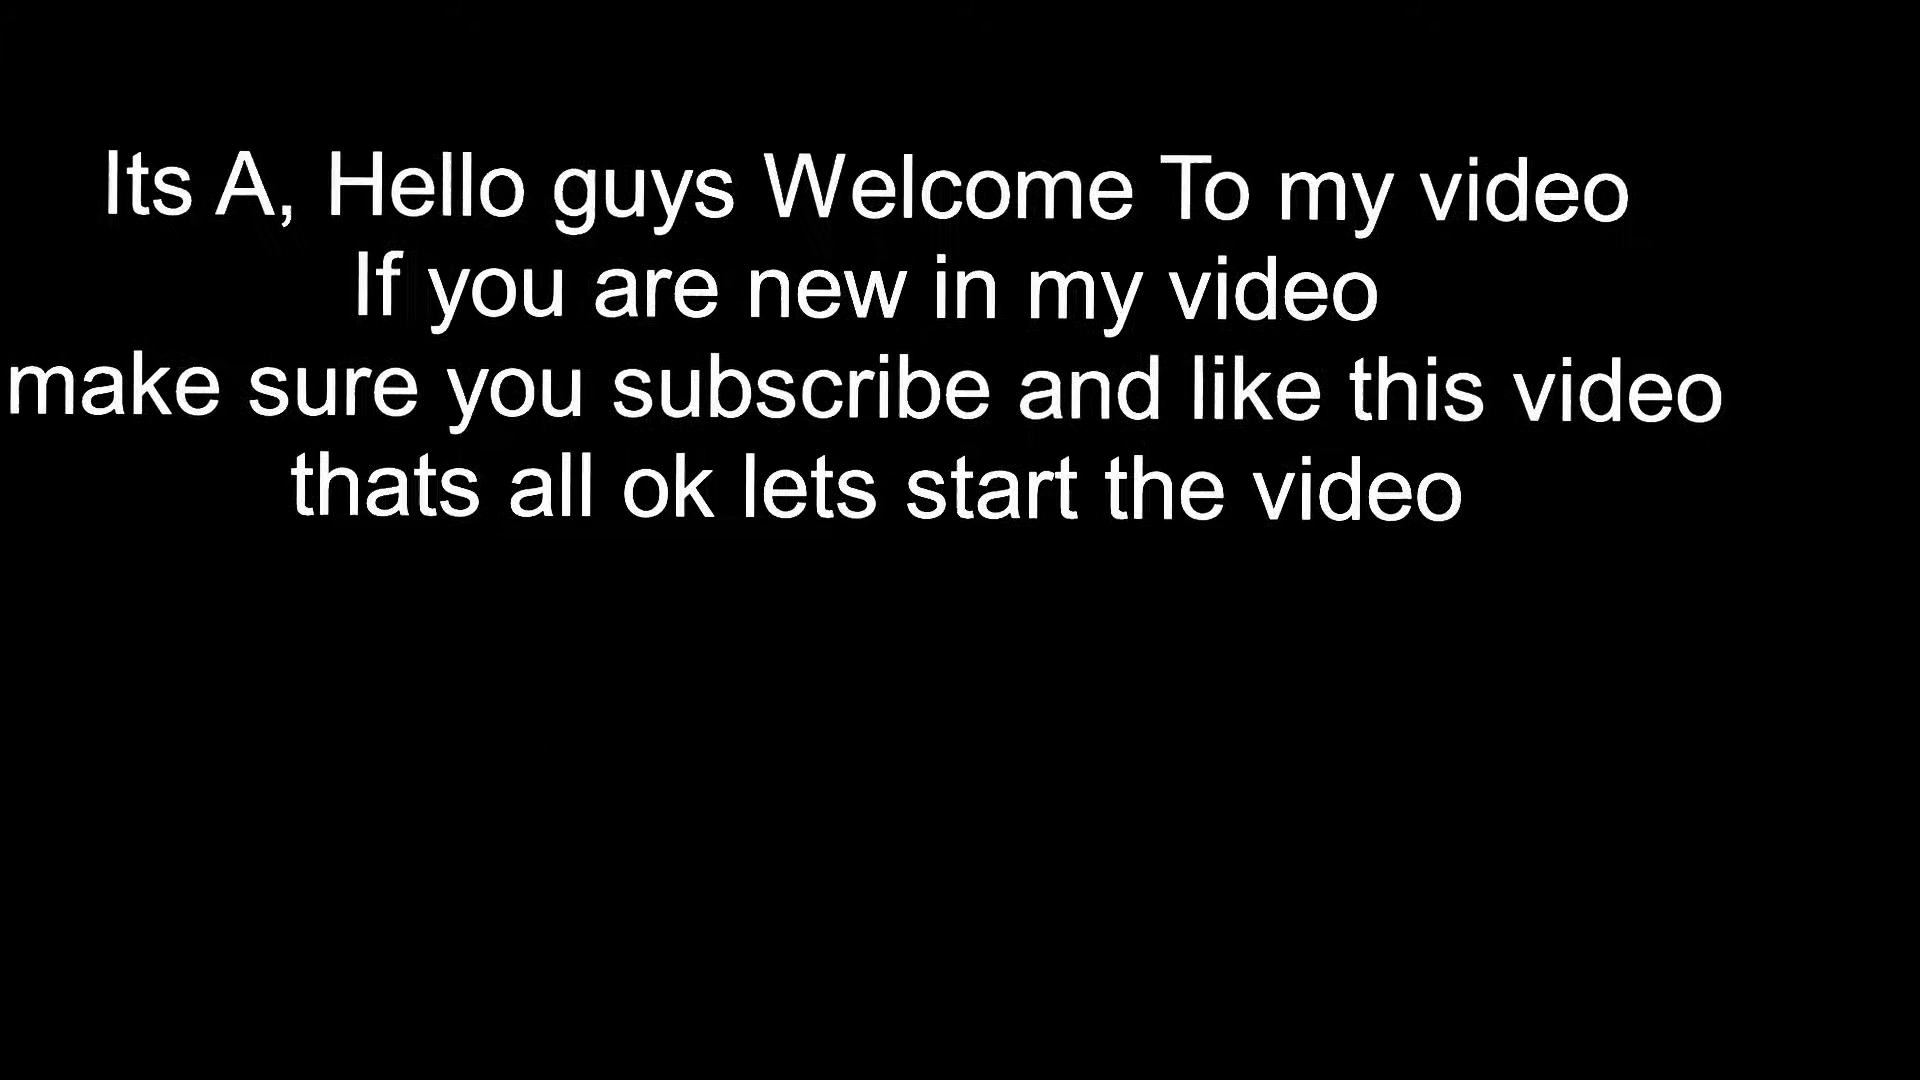 Its A, Hello guys Welcome To my video
If you are new in my video
make sure you subscribe and like this video
thats all ok lets start the video